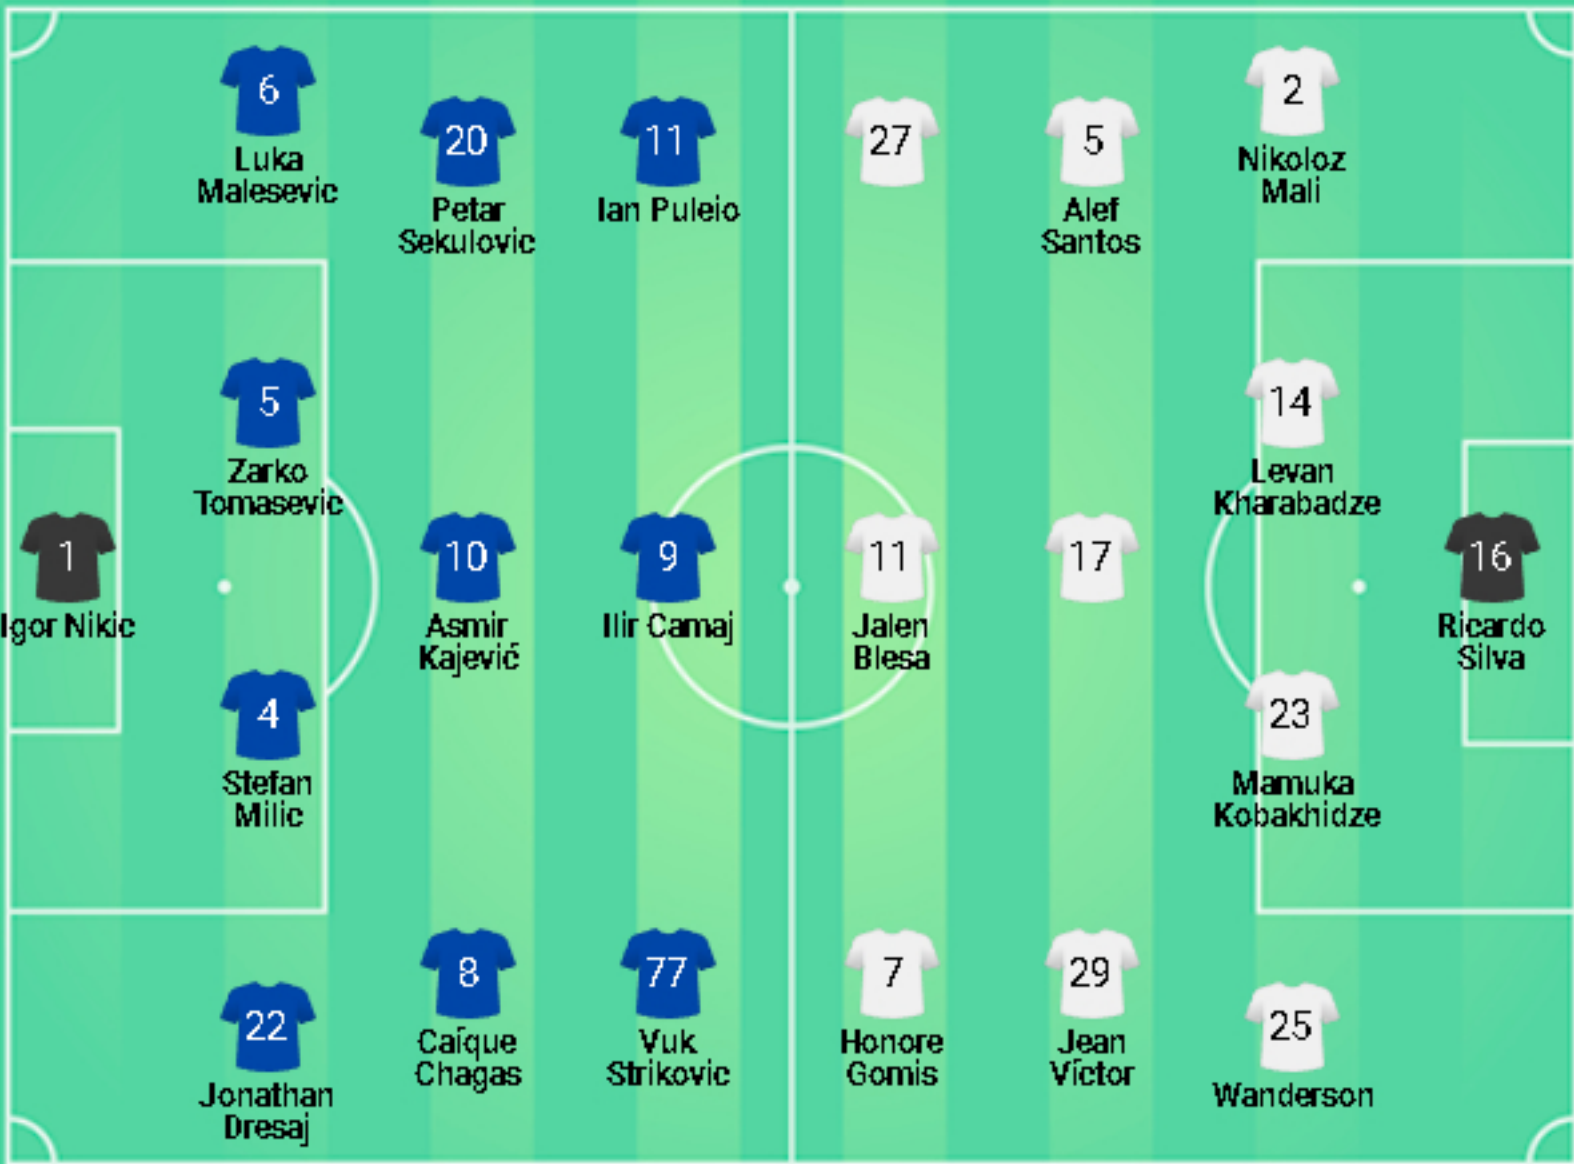 6
Luka
Malesevic
20
Petar
Sekulovic
11
Ian Puleio
27
5
Alef
Santos
2
Nikoloz
Mali
5
Zarko
Tomasevic
14
Levan
Kharabadze
1
Igor Nikic
10
Asmir
Kajević
9
Ilir Camaj
11
Jalen
Blesa
17
16
Ricardo
Silva
4
Stefan
Milic
23
Mamuka
Kobakhidze
22
Jonathan
Dresaj
8
Caíque
Chagas
77
Vuk
Strikovic
7
Honore
Gomis
29
Jean
Víctor
25
Wanderson